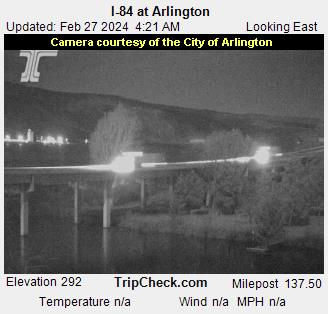 I-84 at Arlington
Updated: Feb 27 2024 4:21 AM Looking East
Camera courtesy of the City of Arlington
Elevation 292 TripCheck.com Milepost 137.50
Temperature n/a Wind n/a MPH n/a